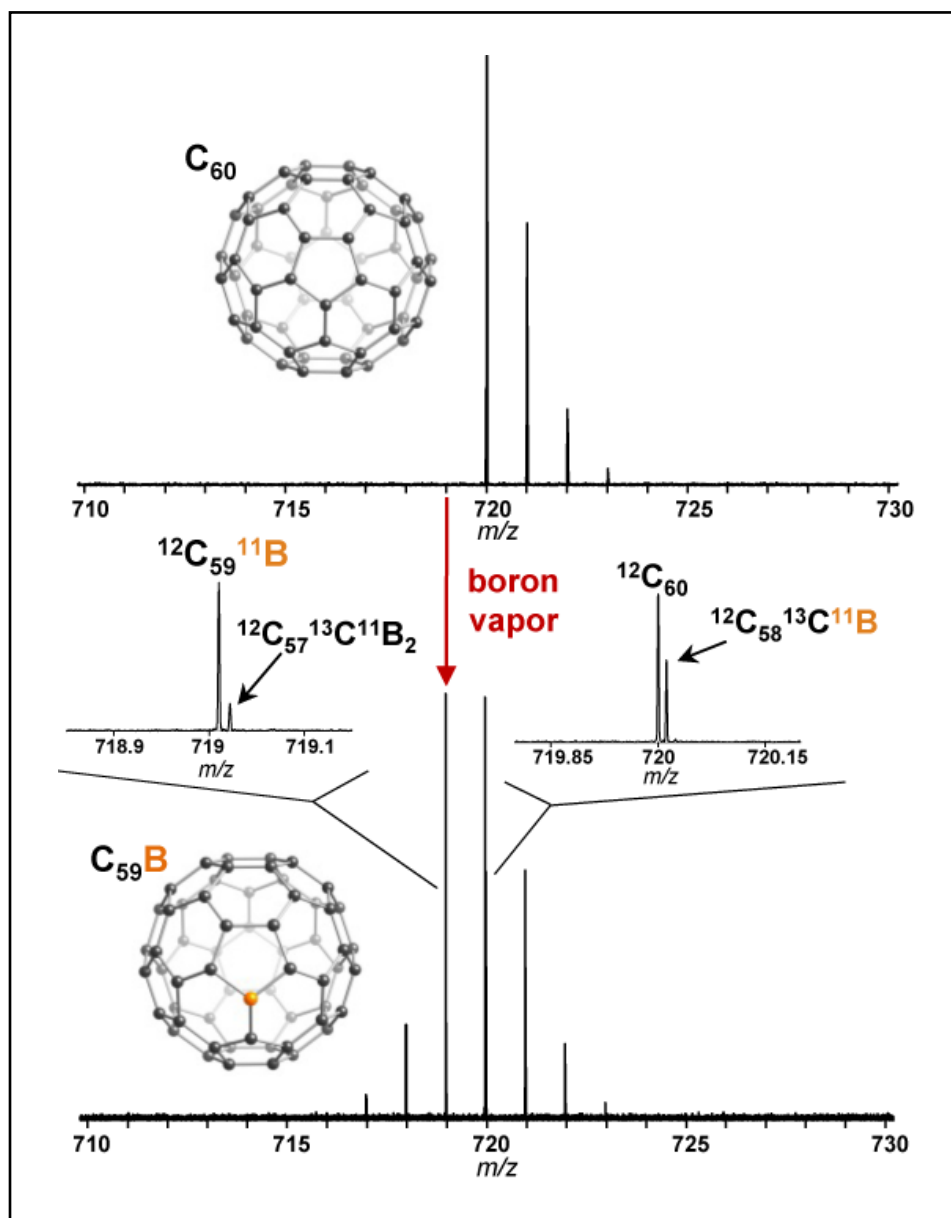 C₆₀
710 715 720 725 730
m/z
¹²C₅₉¹¹B
¹²C₅₇¹³C¹¹B₂
718.9 719 719.1
m/z
boron
vapor
¹²C₆₀
¹²C₅₈¹³C¹¹B
719.85 720 720.15
m/z
C₅₉B
710 715 720 725 730
m/z